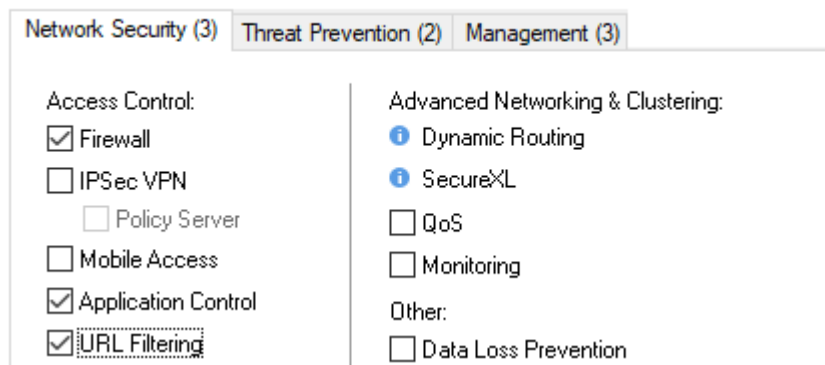 Network Security (3) Threat Prevention (2) Management (3)
Access Control:
Firewall
IPSec VPN
Policy Server
Mobile Access
Application Control
URL Filtering
Advanced Networking & Clustering:
Dynamic Routing
SecureXL
QoS
Monitoring
Other:
Data Loss Prevention